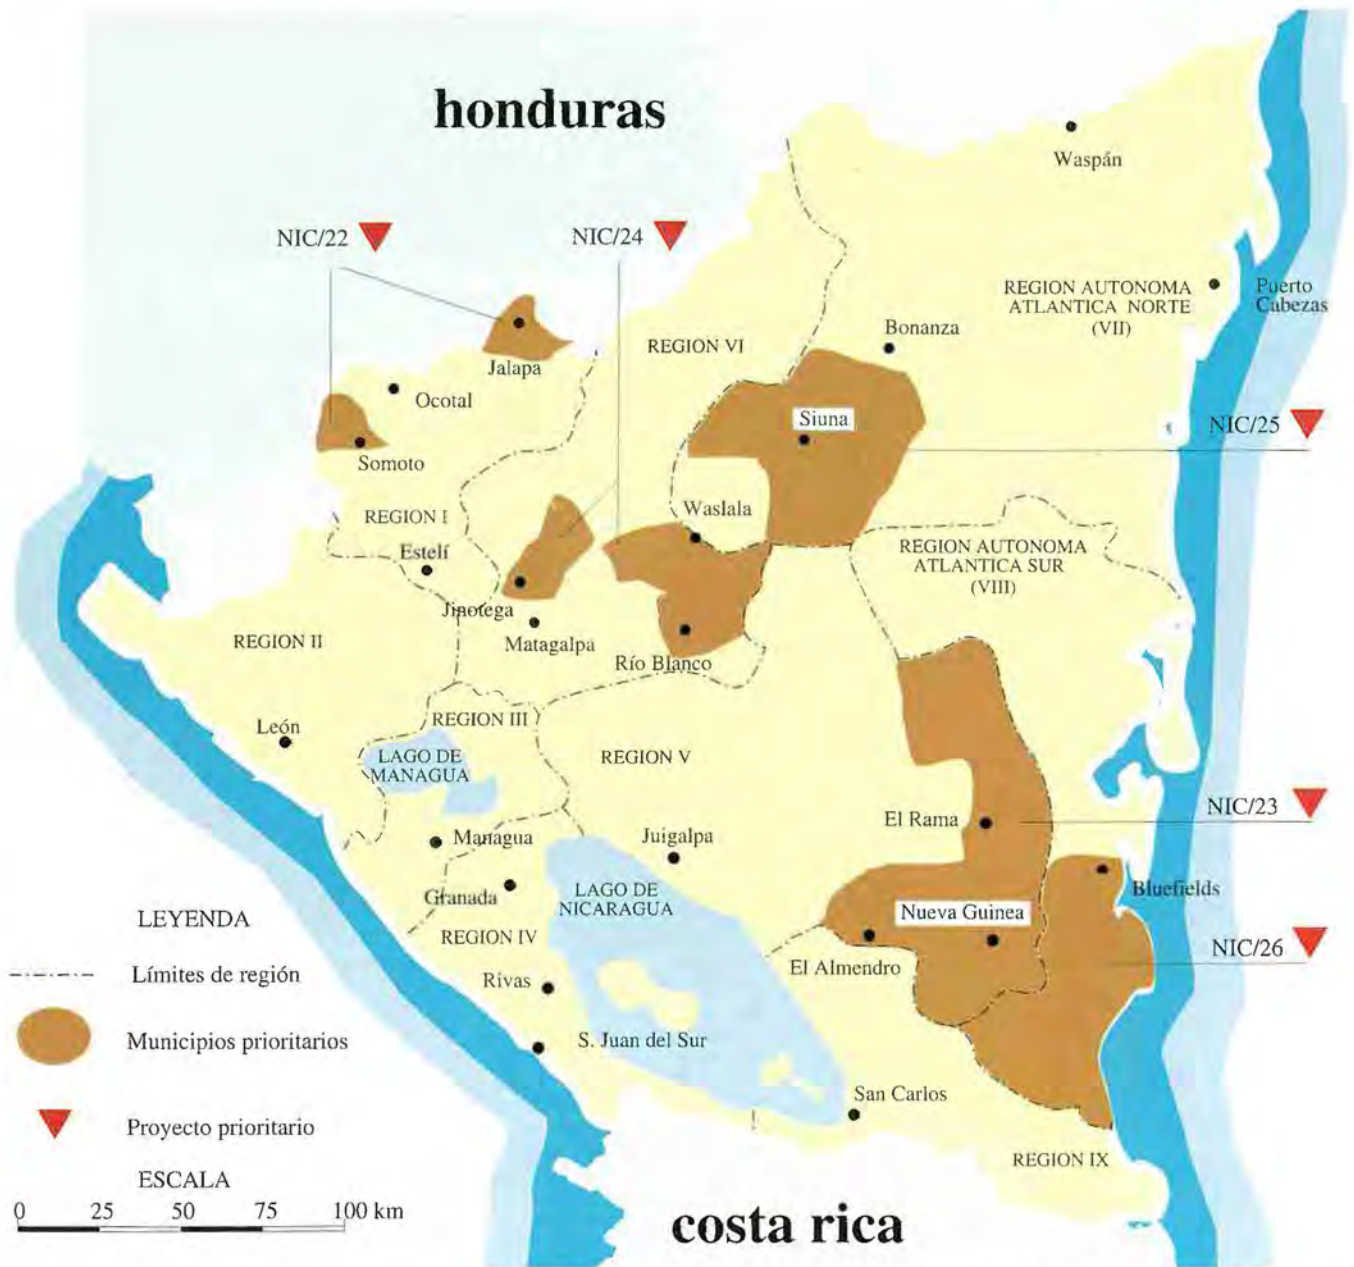 honduras
Waspán
NIC/22
NIC/24
REGION AUTONOMA
ATLANTICA NORTE
(VII)
Puerto
Cabezas
Bonanza
REGION VI
Jalapa
Ocotal
Siuna
NIC/25
Somoto
Waslala
REGION I
Estelí
REGION AUTONOMA
ATLANTICA SUR
(VIII)
Jinotega
Matagalpa
REGION II
Río Blanco
León
REGION III
LAGO DE
MANAGUA
REGION V
NIC/23
El Rama
Managua
Juigalpa
Granada
LAGO DE
NICARAGUA
Bluefields
Nueva Guinea
LEYENDA
REGION IV
NIC/26
El Almendro
Límites de región
Rivas
Municipios prioritarios
S. Juan del Sur
San Carlos
Proyecto prioritario
REGION IX
ESCALA
0 25 50 75 100 km
costa rica